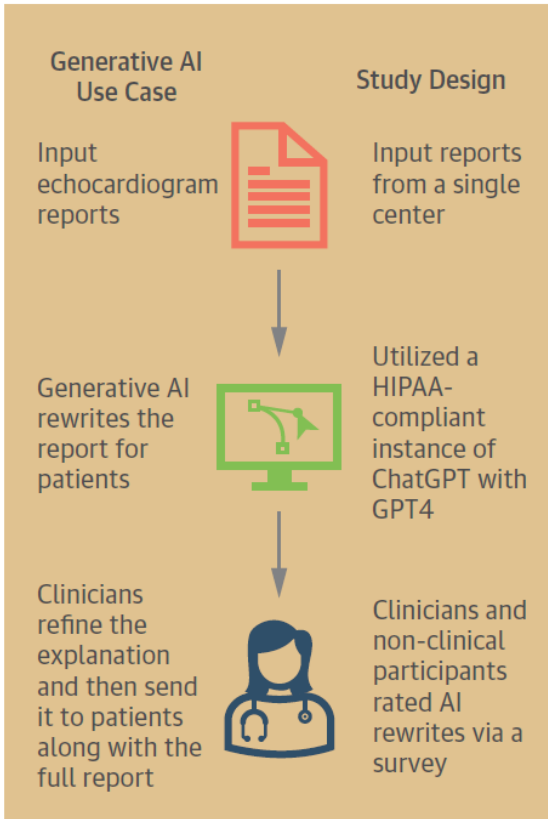 Generative AI
Use Case
Study Design
Input
echocardiogram
reports
Input reports
from a single
center
Generative AI
rewrites the
report for
patients
Utilized a
HIPAA-
compliant
instance of
ChatGPT with
GPT4
Clinicians
refine the
explanation
and then send
it to patients
along with the
full report
Clinicians and
non-clinical
participants
rated AI
rewrites via a
survey